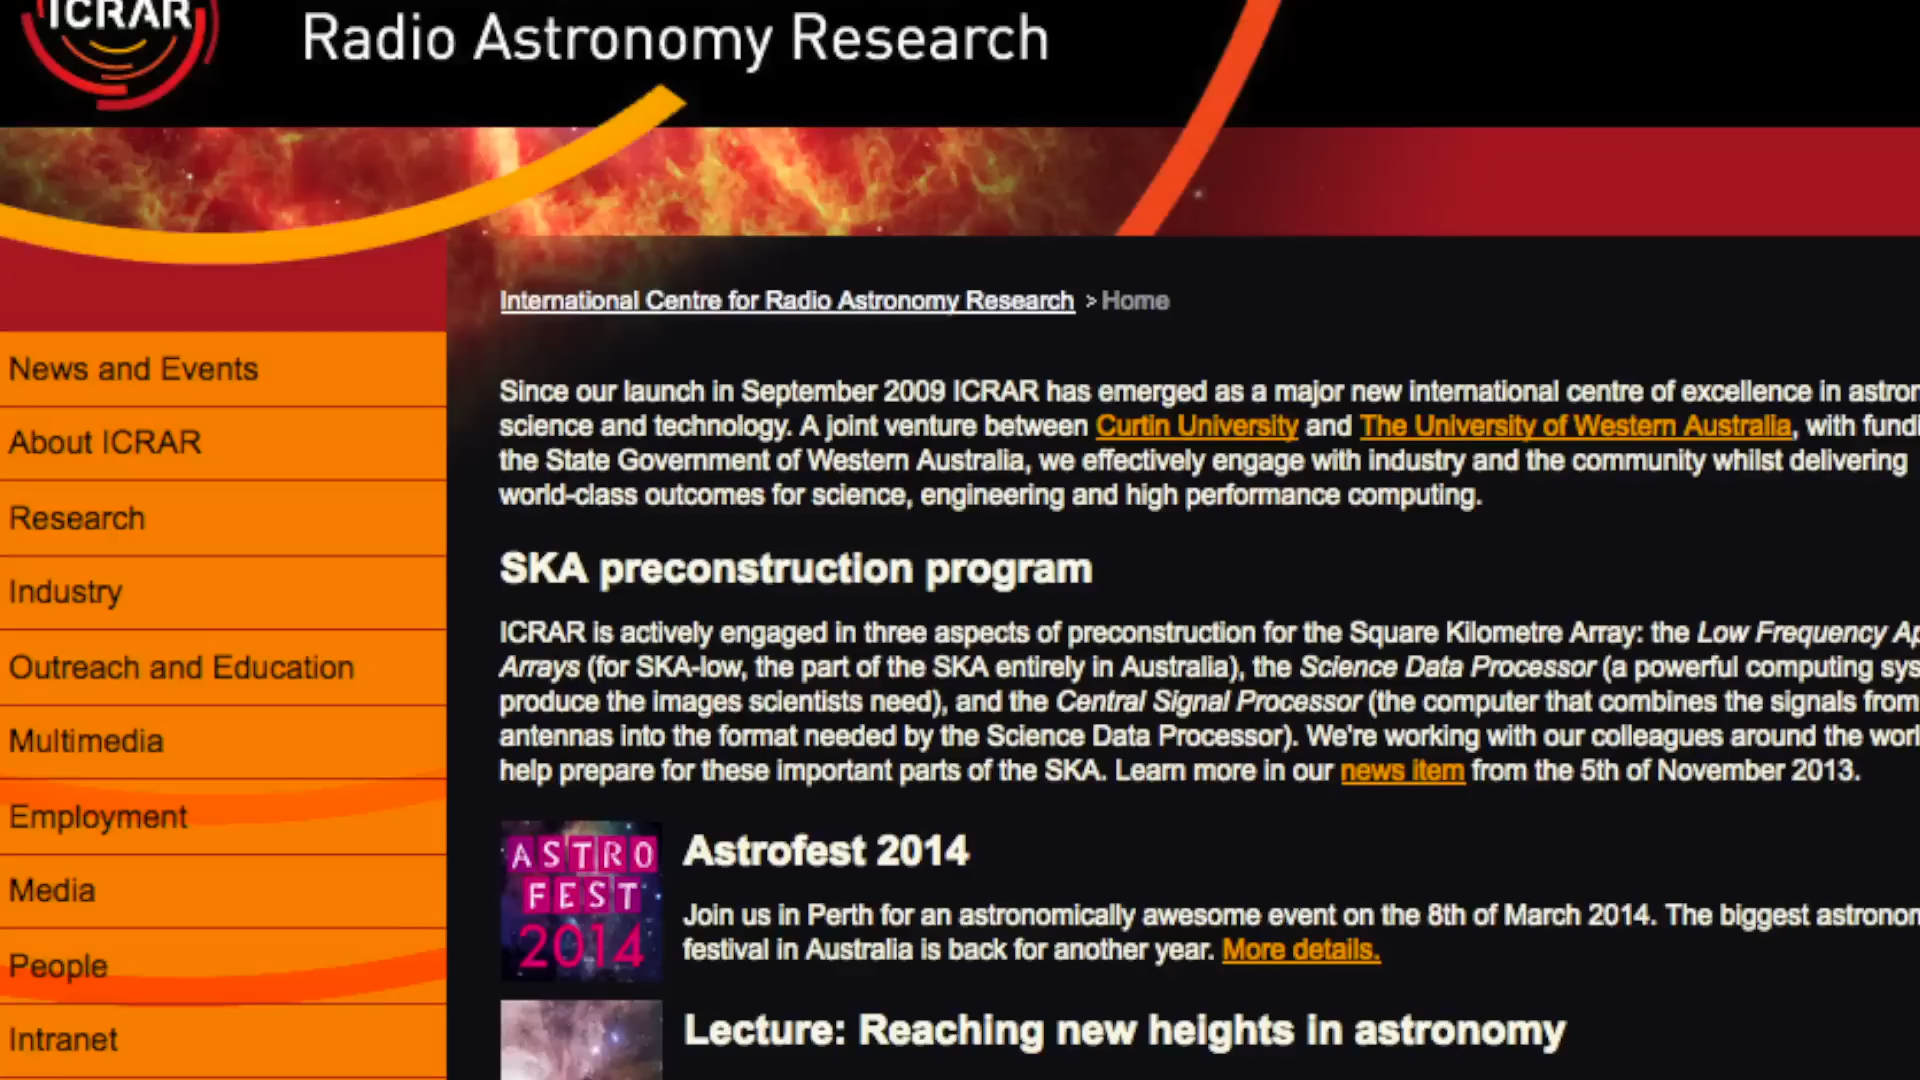 ICRAR
Radio Astronomy Research
International Centre for Radio Astronomy Research > Home
News and Events
About ICRAR
Research
Industry
Outreach and Education
Multimedia
Employment
Media
People
Intranet
Since our launch in September 2009 ICRAR has emerged as a major new international centre of excellence in
science and technology. A joint venture between Curtin University and The University of Western Australia, with
the State Government of Western Australia, we effectively engage with industry and the community whilst delivering
world-class outcomes for science, engineering and high performance computing.
SKA preconstruction program
ICRAR is actively engaged in three aspects of preconstruction for the Square Kilometre Array: the Low Frequency
Arrays (for SKA-low, the part of the SKA entirely in Australia), the Science Data Processor (a powerful computing
produce the images scientists need), and the Central Signal Processor (the computer that combines the signals from
antennas into the format needed by the Science Data Processor). We're working with our colleagues around the
help prepare for these important parts of the SKA. Learn more in our news item from the 5th of November 2013.
ASTRO
FEST
2014
Astrofest 2014
Join us in Perth for an astronomically awesome event on the 8th of March 2014. The biggest
festival in Australia is back for another year. More details.
Lecture: Reaching new heights in astronomy